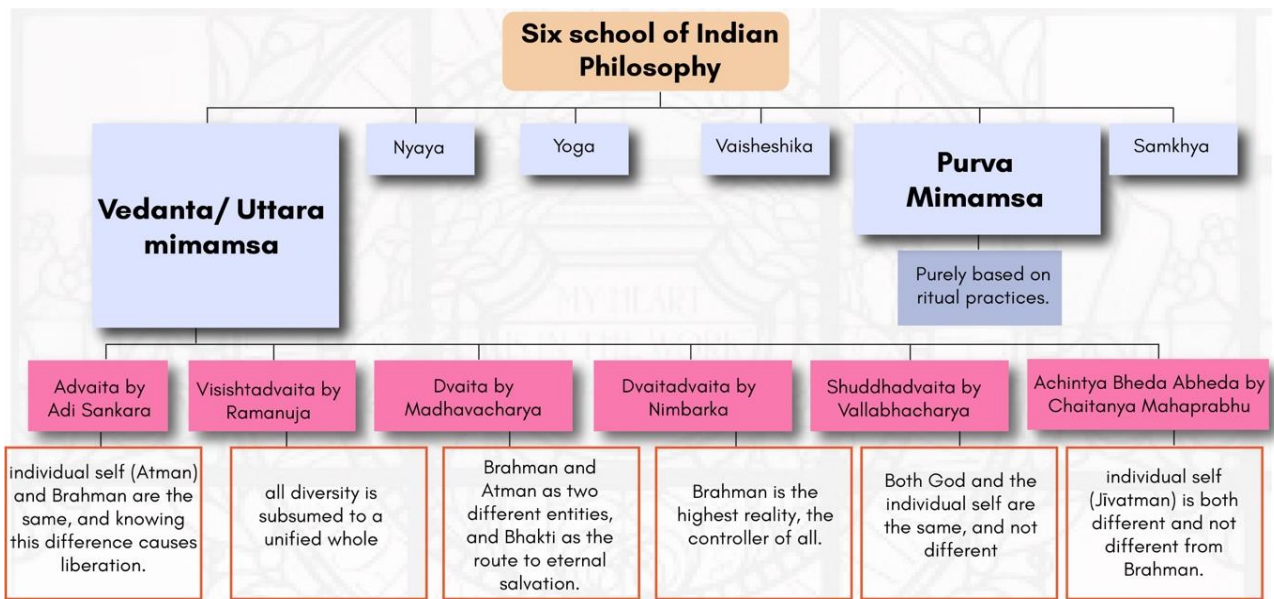 Six school of Indian
Philosophy
Vedanta/ Uttara
mimamsa
Nyaya
Yoga
Vaisheshika
Purva
Mimamsa
Samkhya
Purely based on
ritual practices.
MY HEART
Advaita by
Adi Sankara
Visishtadvaita by
Ramanuja
Dvaita by
Madhavacharya
Dvaitadvaita by
Nimbarka
Shuddhadvaita by
Vallabhacharya
Achintya Bheda Abheda by
Chaitanya Mahaprabhu
individual self (Atman)
and Brahman are the
same, and knowing
this difference causes
liberation.
all diversity is
subsumed to a
unified whole
Brahman and
Atman as two
different entities,
and Bhakti as the
route to eternal
salvation.
Brahman is the
highest reality, the
controller of all.
Both God and the
individual self are
the same, and not
different
individual self
(Jīvatman) is both
different and not
different from
Brahman.